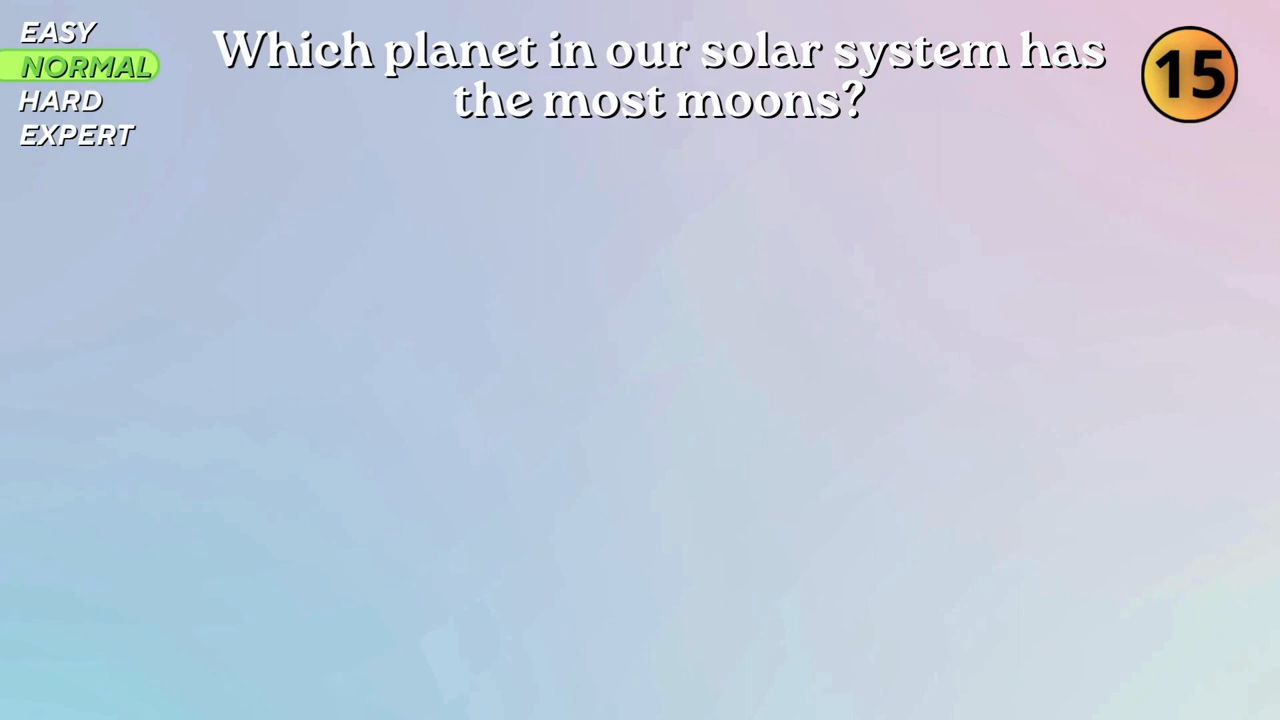 EASY
NORMAL
HARD
EXPERT
Which planet in our solar system has
the most moons?
15